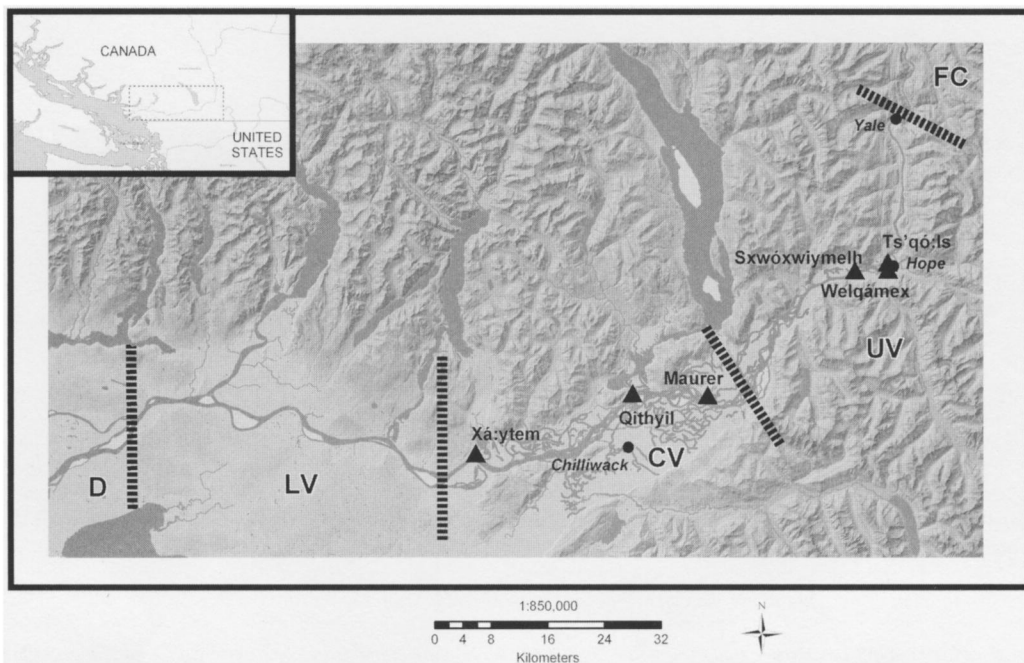 CANADA
UNITED
STATES
FC
Yale
Ts'qó:ls
Sxwóxwiymelh
Hope
Welqámex
UV
Maurer
Qithyil
Xá:ytem
Chilliwack
CV
D
LV
1:850,000
N
0 4 8 16 24 32
Kilometers